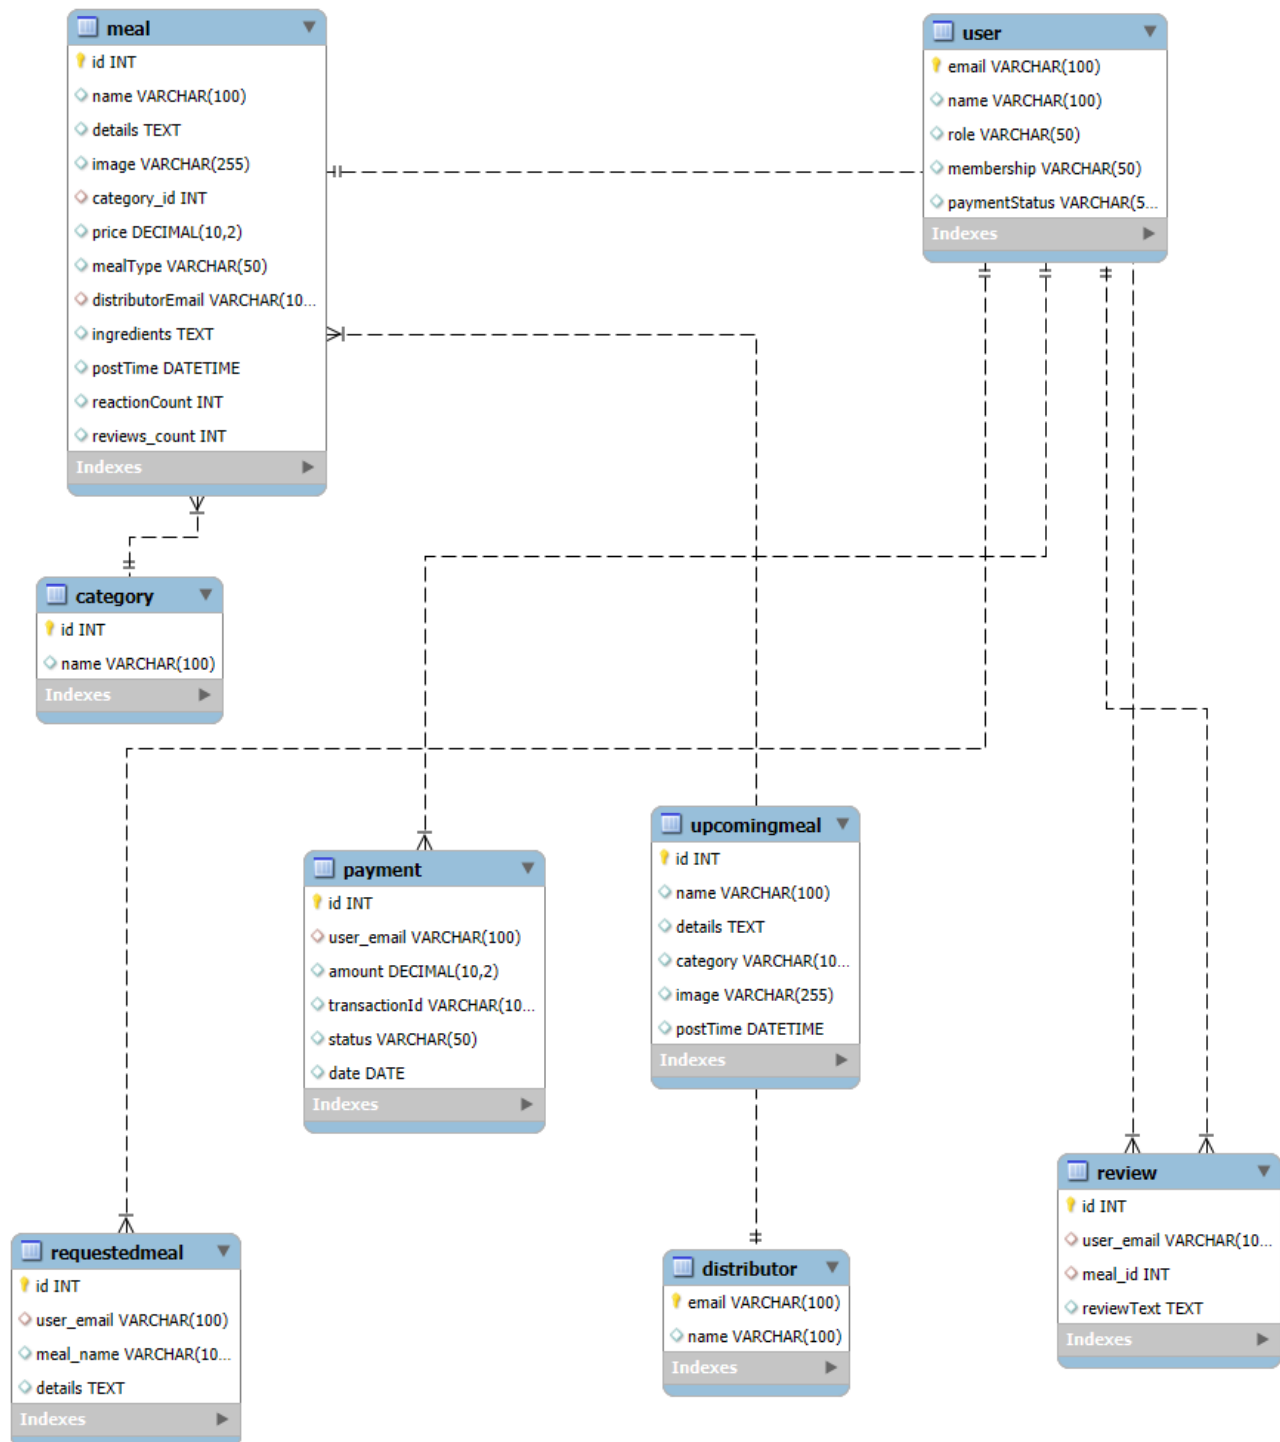 meal
id INT
name VARCHAR(100)
details TEXT
image VARCHAR(255)
category_id INT
price DECIMAL(10,2)
mealType VARCHAR(50)
distributorEmail VARCHAR(10...
ingredients TEXT
postTime DATETIME
reactionCount INT
reviews_count INT
Indexes
user
email VARCHAR(100)
name VARCHAR(100)
role VARCHAR(50)
membership VARCHAR(50)
paymentStatus VARCHAR(5...
Indexes
category
id INT
name VARCHAR(100)
Indexes
payment
id INT
user_email VARCHAR(100)
amount DECIMAL(10,2)
transactionId VARCHAR(10...
status VARCHAR(50)
date DATE
Indexes
upcomingmeal
id INT
name VARCHAR(100)
details TEXT
category VARCHAR(10...
image VARCHAR(255)
postTime DATETIME
Indexes
review
id INT
user_email VARCHAR(10...
meal_id INT
reviewText TEXT
Indexes
requestedmeal
id INT
user_email VARCHAR(100)
meal_name VARCHAR(10...
details TEXT
Indexes
distributor
email VARCHAR(100)
name VARCHAR(100)
Indexes